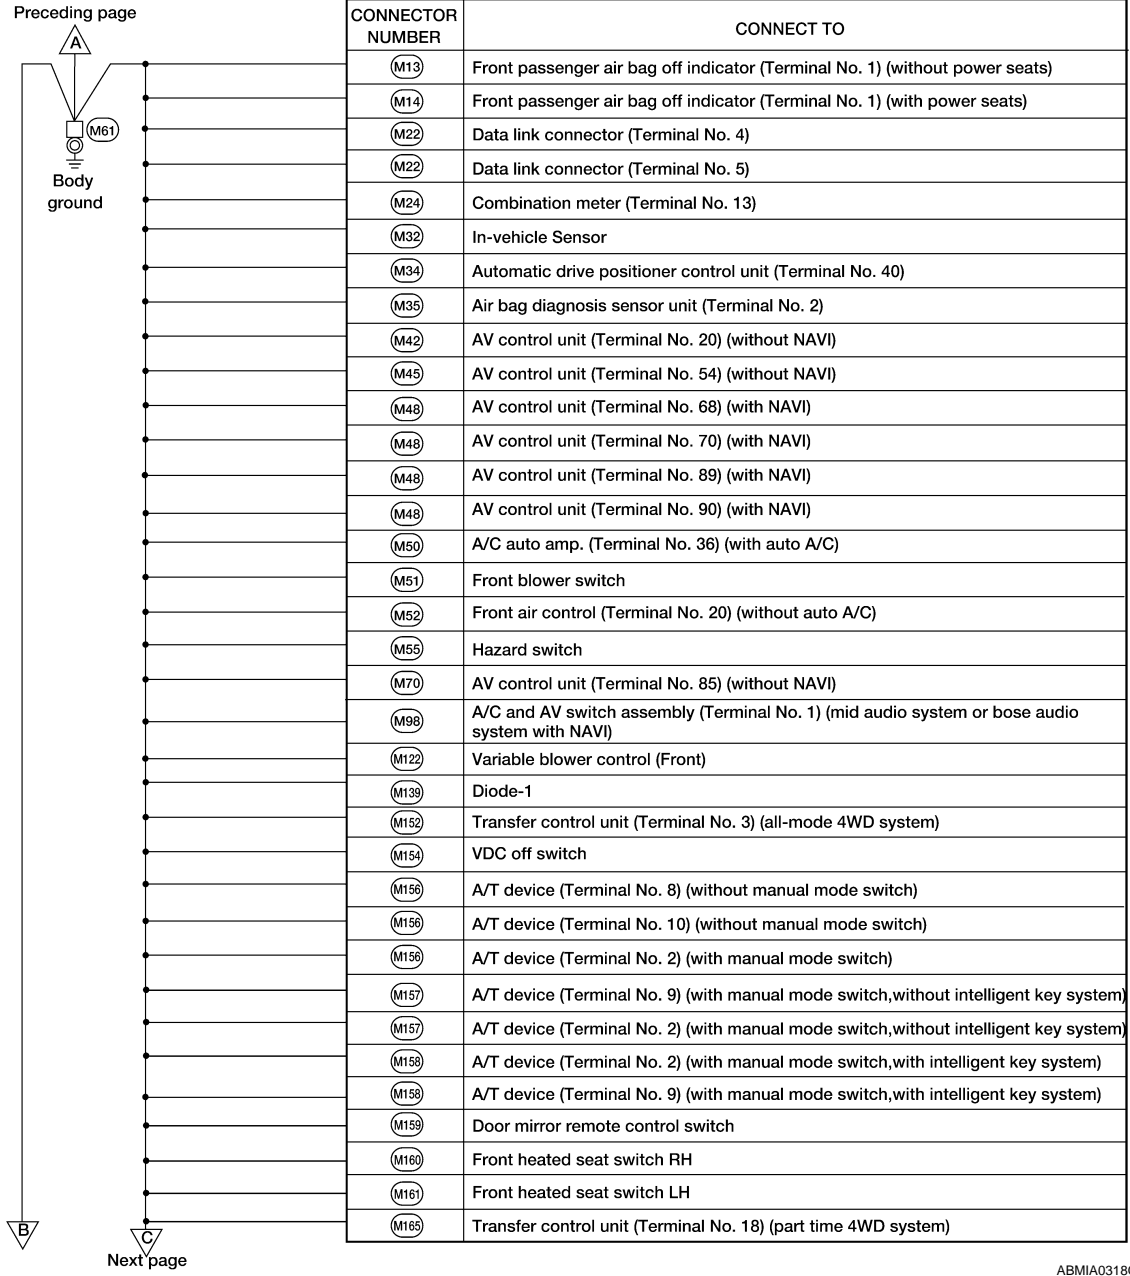 Preceding page
A
M61
Body
ground
CONNECTOR
NUMBER
CONNECT TO
M13 Front passenger air bag off indicator (Terminal No. 1) (without power seats)
M14 Front passenger air bag off indicator (Terminal No. 1) (with power seats)
M22 Data link connector (Terminal No. 4)
M22 Data link connector (Terminal No. 5)
M24 Combination meter (Terminal No. 13)
M32 In-vehicle Sensor
M34 Automatic drive positioner control unit (Terminal No. 40)
M35 Air bag diagnosis sensor unit (Terminal No. 2)
M42 AV control unit (Terminal No. 20) (without NAVI)
M45 AV control unit (Terminal No. 54) (without NAVI)
M48 AV control unit (Terminal No. 68) (with NAVI)
M48 AV control unit (Terminal No. 70) (with NAVI)
M48 AV control unit (Terminal No. 89) (with NAVI)
M48 AV control unit (Terminal No. 90) (with NAVI)
M50 A/C auto amp. (Terminal No. 36) (with auto A/C)
M51 Front blower switch
M52 Front air control (Terminal No. 20) (without auto A/C)
M55 Hazard switch
M70 AV control unit (Terminal No. 85) (without NAVI)
M98 A/C and AV switch assembly (Terminal No. 1) (mid audio system or bose audio
system with NAVI)
M122 Variable blower control (Front)
M139 Diode-1
M152 Transfer control unit (Terminal No. 3) (all-mode 4WD system)
M154 VDC off switch
M156 A/T device (Terminal No. 8) (without manual mode switch)
M156 A/T device (Terminal No. 10) (without manual mode switch)
M156 A/T device (Terminal No. 2) (with manual mode switch)
M157 A/T device (Terminal No. 9) (with manual mode switch,without intelligent key system)
M157 A/T device (Terminal No. 2) (with manual mode switch,without intelligent key system)
M158 A/T device (Terminal No. 2) (with manual mode switch,with intelligent key system)
M158 A/T device (Terminal No. 9) (with manual mode switch,with intelligent key system)
M159 Door mirror remote control switch
M160 Front heated seat switch RH
M161 Front heated seat switch LH
M165 Transfer control unit (Terminal No. 18) (part time 4WD system)
B
C
Next page